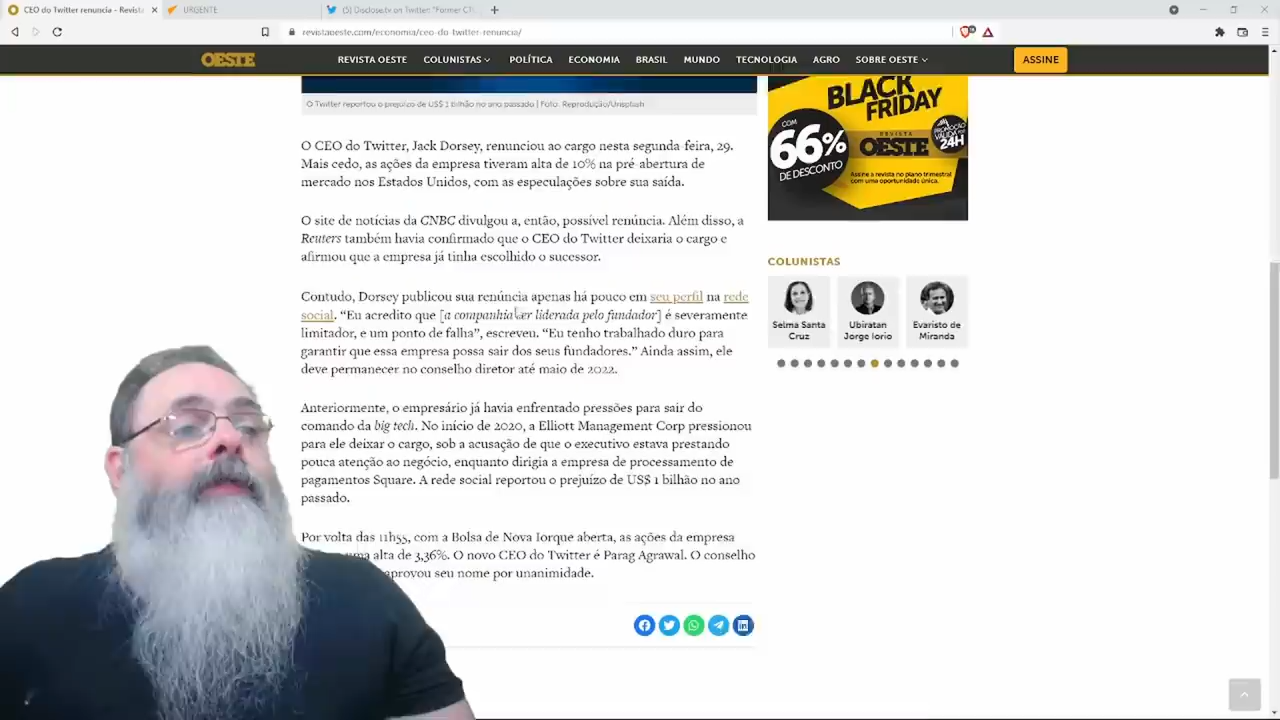 CEO do Twitter renuncia - Revist
URGENTE
(5) Disclose.tv on Twitter: "Former CT
revistaoeste.com/economia/ceo-do-twitter-renuncia/
OESTE
REVISTA OESTE COLUNISTAS POLÍTICA ECONOMIA BRASIL MUNDO TECNOLOGIA AGRO SOBRE OESTE
ASSINE
O Twitter reportou o prejuízo de US$ 1 bilhão no ano passado | Foto: Reprodução/Unsplash
O CEO do Twitter, Jack Dorsey, renunciou ao cargo nesta segunda-feira, 29.
Mais cedo, as ações da empresa tiveram alta de 10% na pré-abertura de
mercado nos Estados Unidos, com as especulações sobre sua saída.
O site de notícias da CNBC divulgou a, então, possível renúncia. Além disso, a
Reuters também havia confirmado que o CEO do Twitter deixaria o cargo e
afirmou que a empresa já tinha escolhido o sucessor.
Contudo, Dorsey publicou sua renúncia apenas há pouco em seu perfil na rede
social. “Eu acredito que [a companhia ser liderada pelo fundador] é severamente
limitador, e um ponto de falha”, escreveu. “Eu tenho trabalhado duro para
garantir que essa empresa possa sair dos seus fundadores.” Ainda assim, ele
deve permanecer no conselho diretor até maio de 2022.
Anteriormente, o empresário já havia enfrentado pressões para sair do
comando da big tech. No início de 2020, a Elliott Management Corp pressionou
para ele deixar o cargo, sob a acusação de que o executivo estava prestando
pouca atenção ao negócio, enquanto dirigia a empresa de processamento de
pagamentos Square. A rede social reportou o prejuízo de US$ 1 bilhão no ano
passado.
Por volta das 11h55, com a Bolsa de Nova Iorque aberta, as ações da empresa
uma alta de 3,36%. O novo CEO do Twitter é Parag Agrawal. O conselho
aprovou seu nome por unanimidade.
BLACK
FRIDAY
COM
66%
DE DESCONTO
REVISTA
OESTE
PROMOÇÃO
VÁLIDA POR
24H
Assine a revista no plano trimestral
com uma oportunidade única.
COLUNISTAS
Selma Santa
Cruz
Ubiratan
Jorge Iorio
Evaristo de
Miranda